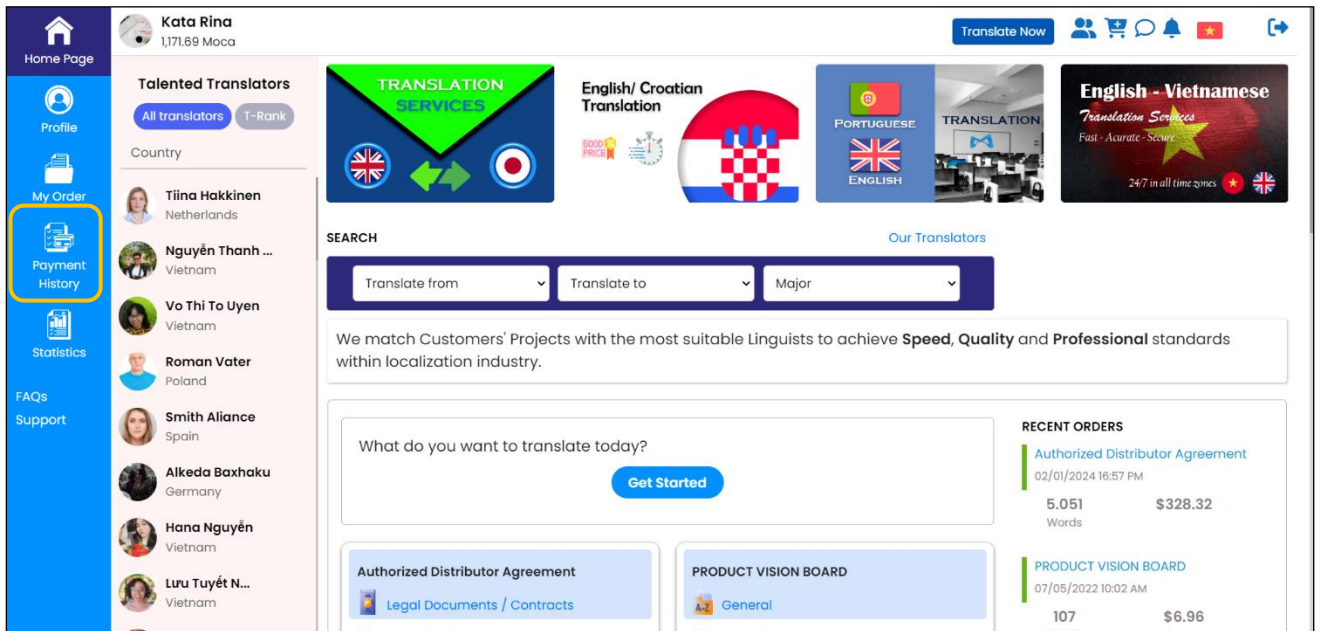 Home Page
Profile
My Order
Payment
History
Statistics
FAQs
Support
Kata Rina
1,171.69 Moca
Translate Now
Talented Translators
All translators
T-Rank
Country
Tiina Hakkinen
Netherlands
Nguyễn Thanh ...
Vietnam
Vo Thi To Uyen
Vietnam
Roman Vater
Poland
Smith Aliance
Spain
Alkeda Baxhaku
Germany
Hana Nguyễn
Vietnam
Lưu Tuyết N...
Vietnam
TRANSLATION
SERVICES
English/ Croatian
Translation
GOOD
PRICE
PORTUGUESE
ENGLISH
TRANSLATION
English - Vietnamese
Translation Services
Fast - Acurate - Secure
24/7 in all time zones
SEARCH
Our Translators
Translate from
Translate to
Major
We match Customers' Projects with the most suitable Linguists to achieve Speed, Quality and Professional standards
within localization industry.
What do you want to translate today?
Get Started
Authorized Distributor Agreement
Legal Documents / Contracts
PRODUCT VISION BOARD
A-Z
General
RECENT ORDERS
Authorized Distributor Agreement
02/01/2024 16:57 PM
5.051
$328.32
Words
PRODUCT VISION BOARD
07/05/2022 10:02 AM
107
$6.96